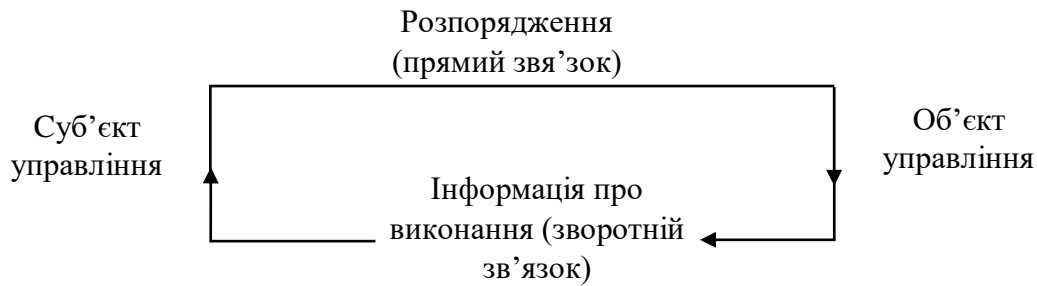 Розпорядження
(прямий звя’зок)
Суб’єкт
управління
Об’єкт
управління
Інформація про
виконання (зворотній
зв’язок)